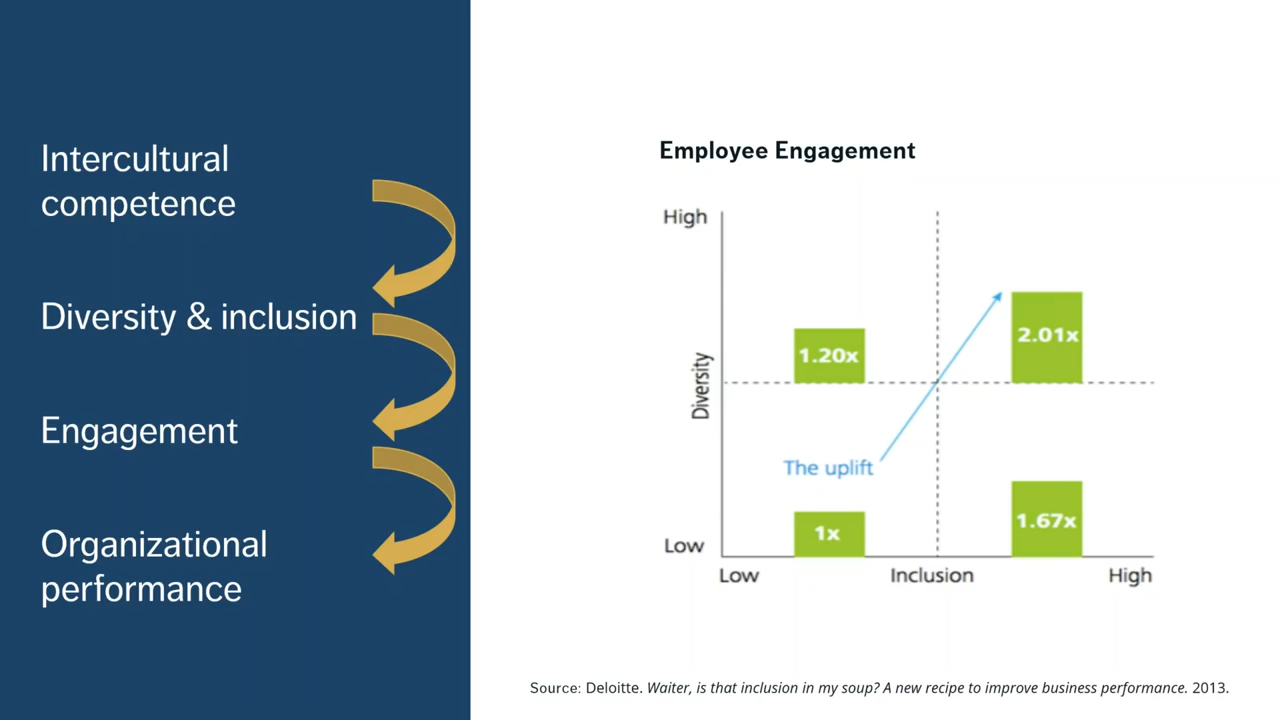 Intercultural
competence
Diversity & inclusion
Engagement
Organizational
performance
Employee Engagement
High
Diversity
1.20x
2.01x
The uplift
1x
1.67x
Low
Low
Inclusion
High
Source: Deloitte. Waiter, is that inclusion in my soup? A new recipe to improve business performance. 2013.